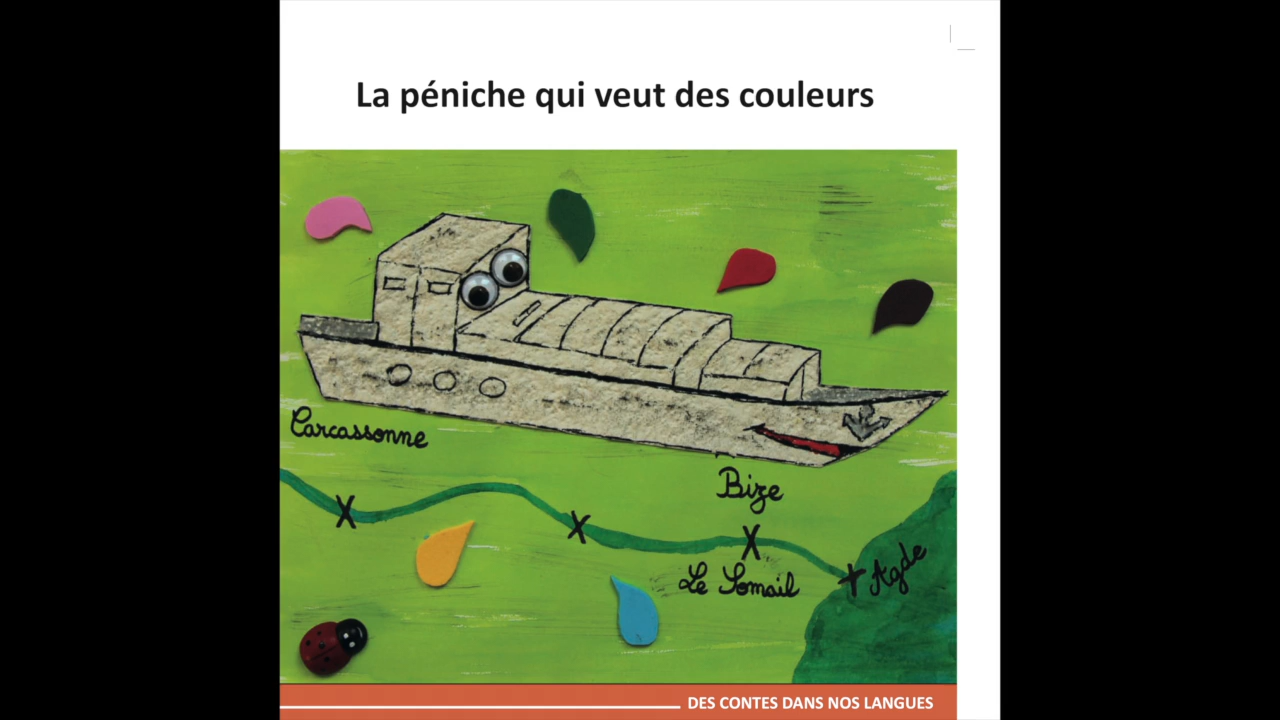 La péniche qui veut des couleurs
Carcassonne
Bize
Le Somail
Agde
DES CONTES DANS NOS LANGUES